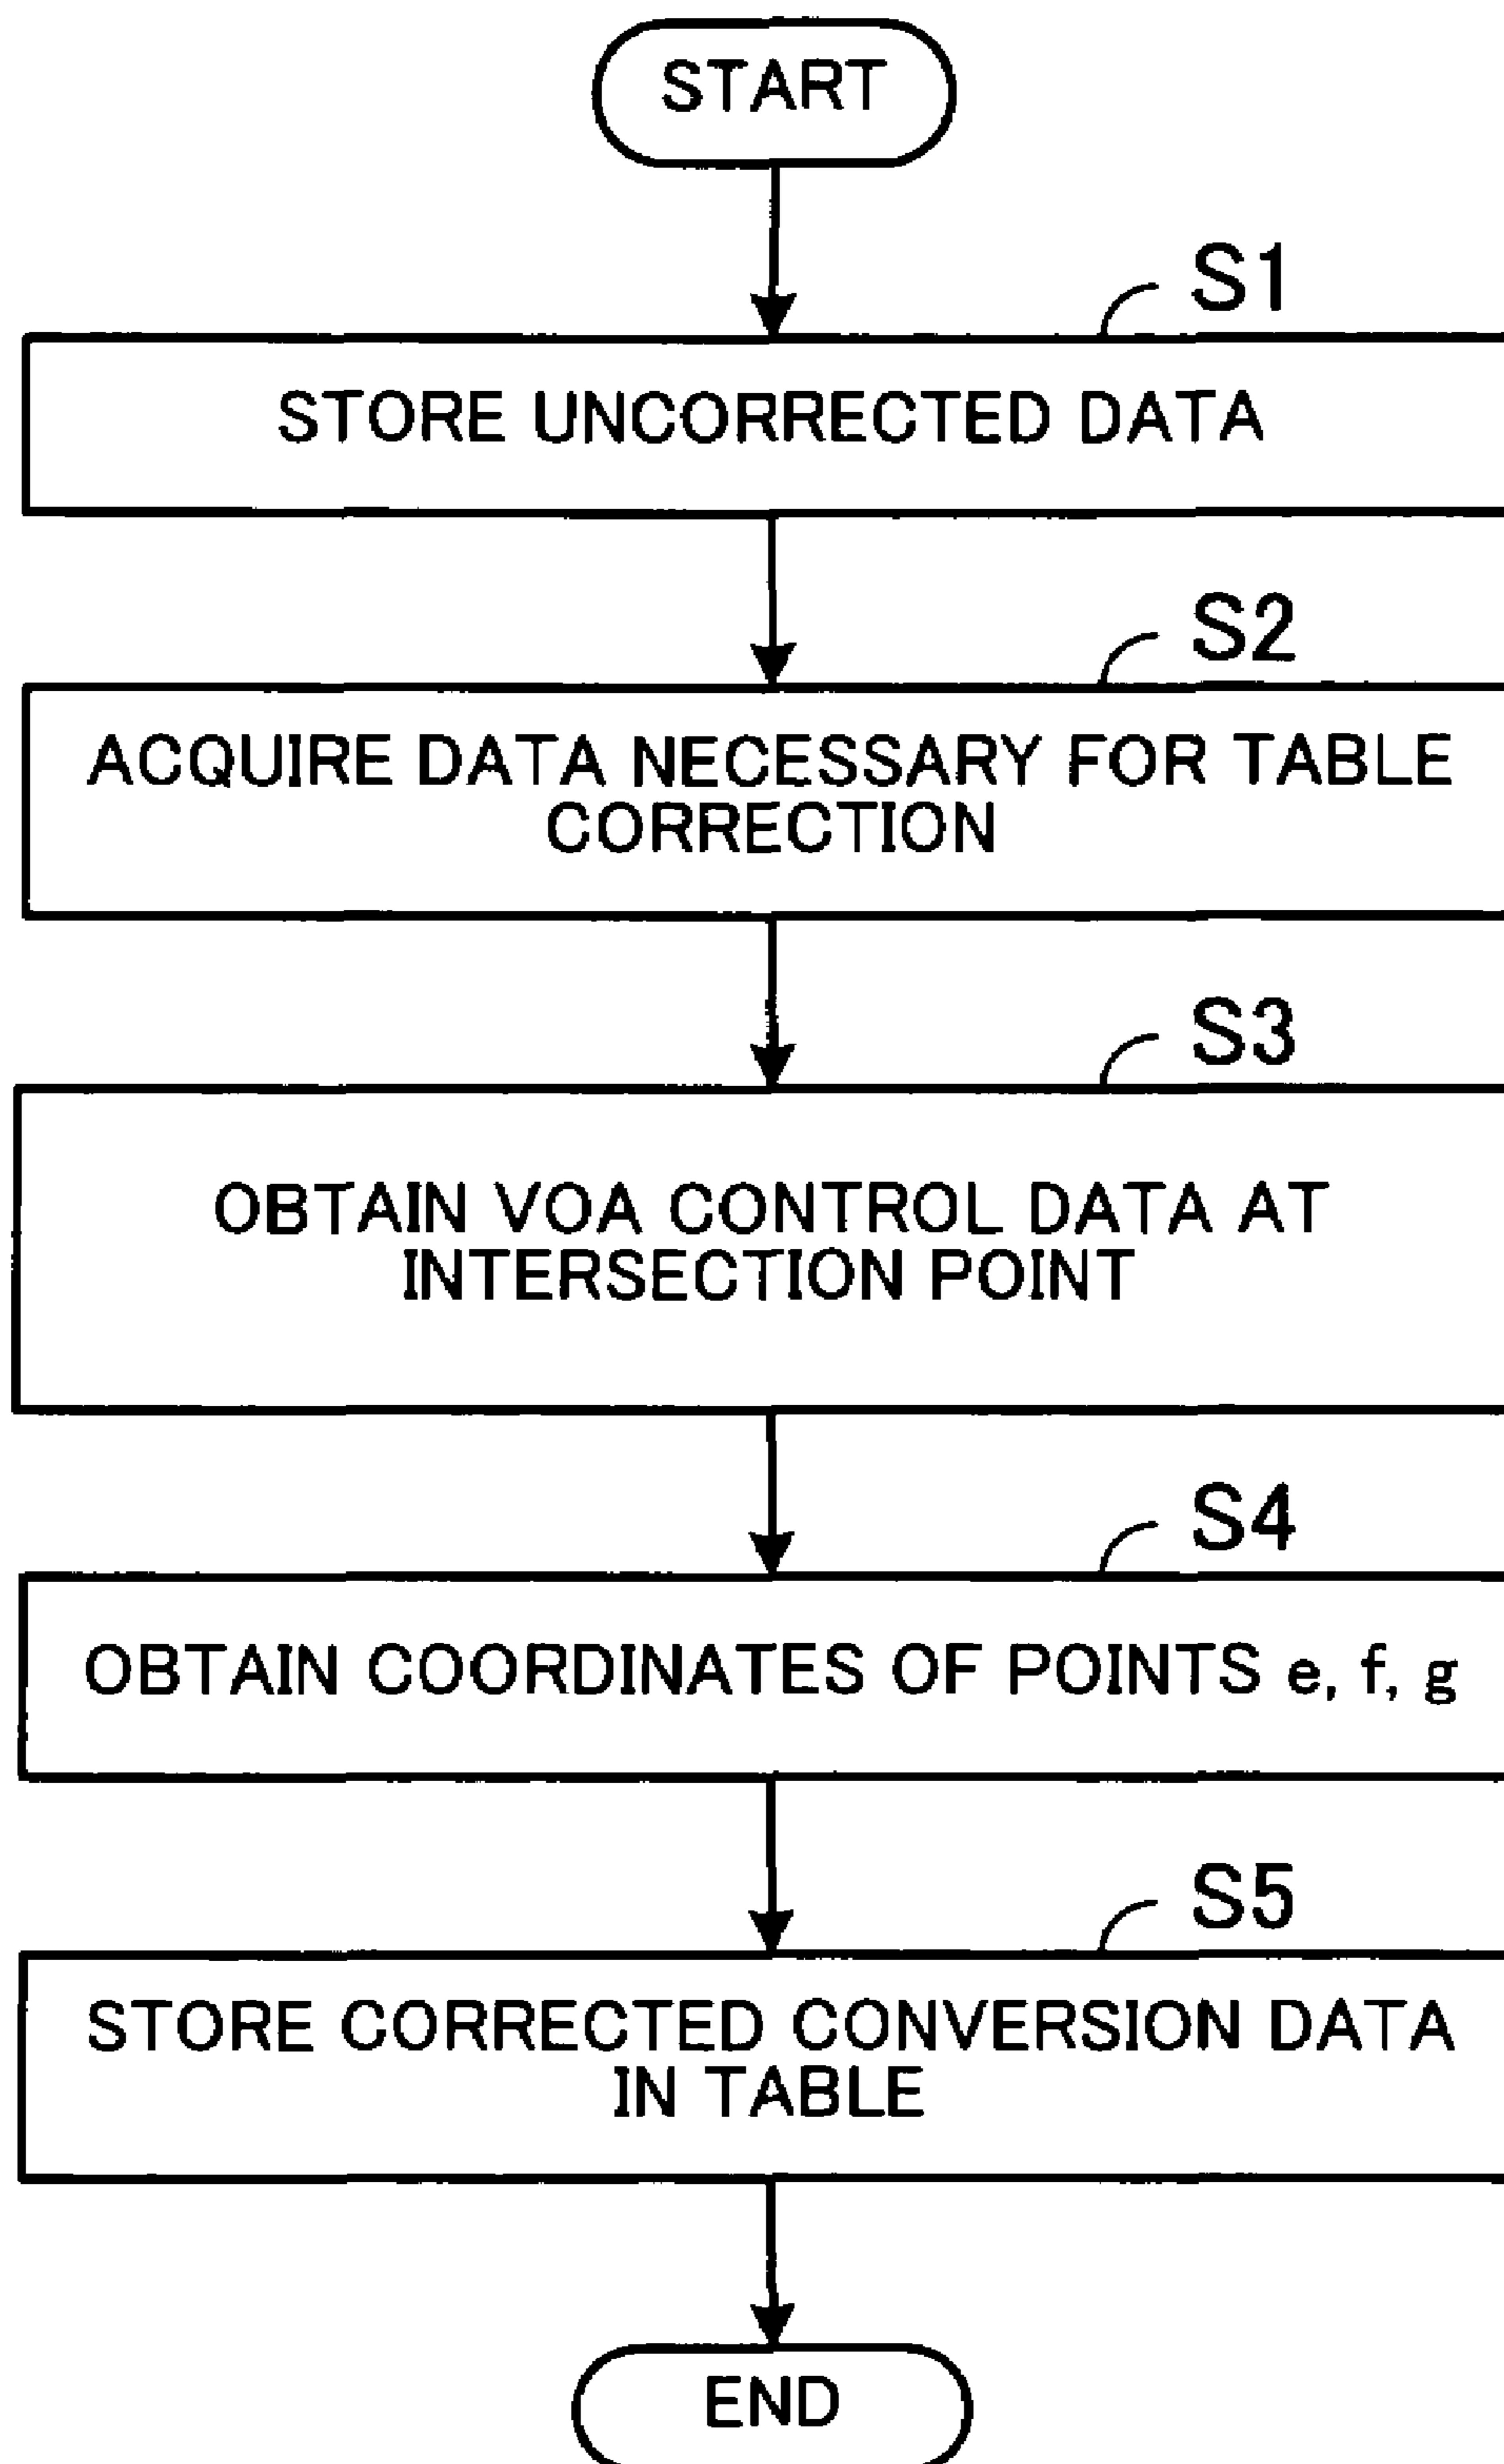 START
S1
STORE UNCORRECTED DATA
S2
ACQUIRE DATA NECESSARY FOR TABLE
CORRECTION
S3
OBTAIN VOA CONTROL DATA AT
INTERSECTION POINT
S4
OBTAIN COORDINATES OF POINTS e, f, g
S5
STORE CORRECTED CONVERSION DATA
IN TABLE
END